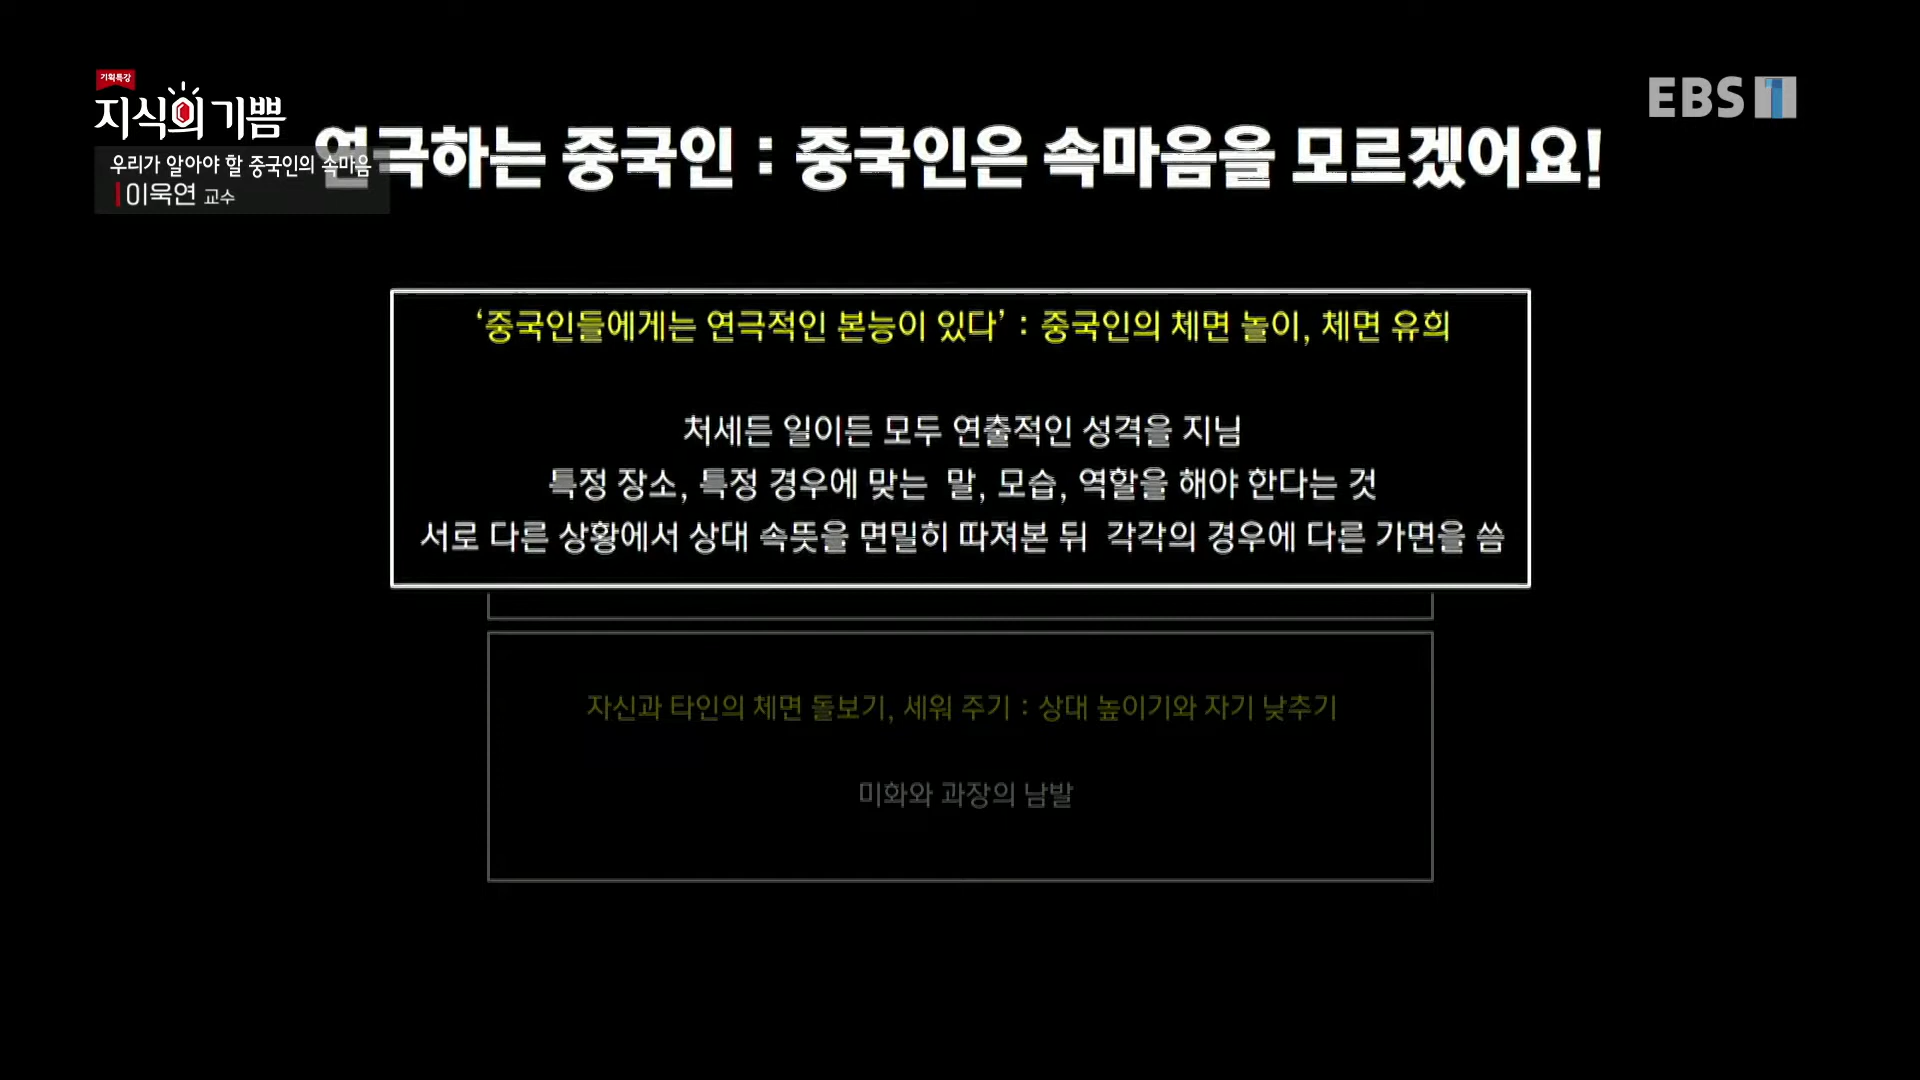 기획특강
지식의 기쁨
우리가 알아야 할 중국인의 속마음
이욱연 교수
EBS 1
연극하는 중국인 : 중국인은 속마음을 모르겠어요!
‘중국인들에게는 연극적인 본능이 있다’ : 중국인의 체면 놀이, 체면 유희
처세든 일이든 모두 연출적인 성격을 지님
특정 장소, 특정 경우에 맞는 말, 모습, 역할을 해야 한다는 것
서로 다른 상황에서 상대 속뜻을 면밀히 따져본 뒤 각각의 경우에 다른 가면을 씀
자신과 타인의 체면 돌보기, 세워 주기 : 상대 높이기와 자기 낮추기
미화와 과장의 남발